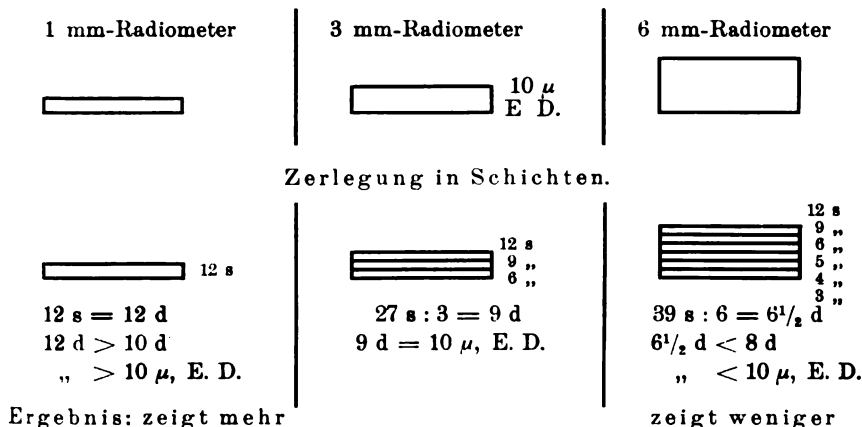 1 mm-Radiometer
3 mm-Radiometer
6 mm-Radiometer
10 μ
E D.
Zerlegung in Schichten.
12 s
12 s
9 „
6 „
12 s
9 „
6 „
5 „
4 „
3 „
12 s = 12 d
12 d > 10 d
„ > 10 μ, E. D.
27 s : 3 = 9 d
9 d = 10 μ, E. D.
39 s : 6 = 6¹/₂ d
6¹/₂ d < 8 d
„ < 10 μ, E. D.
Ergebnis: zeigt mehr
zeigt weniger